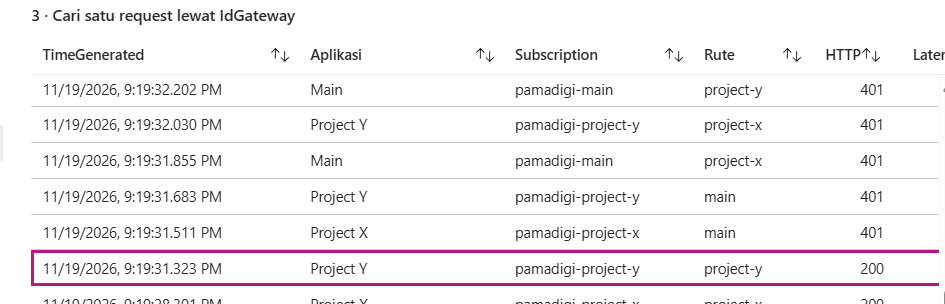 3 · Cari satu request lewat IdGateway
TimeGenerated ↑↓ Aplikasi ↑↓ Subscription ↑↓ Rute ↑↓ HTTP↑↓
11/19/2026, 9:19:32.202 PM Main pamadigi-main project-y 401
11/19/2026, 9:19:32.030 PM Project Y pamadigi-project-y project-x 401
11/19/2026, 9:19:31.855 PM Main pamadigi-main project-x 401
11/19/2026, 9:19:31.683 PM Project Y pamadigi-project-y main 401
11/19/2026, 9:19:31.511 PM Project X pamadigi-project-x main 401
11/19/2026, 9:19:31.323 PM Project Y pamadigi-project-y project-y 200